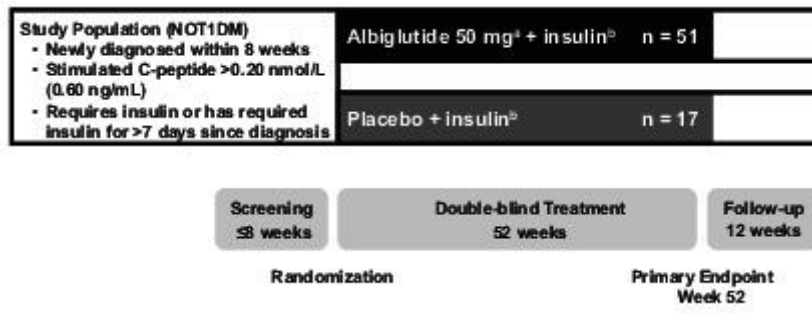 Study Population (NOT1DM)
- Newly diagnosed within 8 weeks
- Stimulated C-peptide >0.20 nmol/L
(0.60 ng/mL)
- Requires insulin or has required
insulin for >7 days since diagnosis
Albiglutide 50 mgᵃ + insulinᵇ n = 51
Placebo + insulinᵇ n = 17
Screening
≤8 weeks
Double-blind Treatment
52 weeks
Follow-up
12 weeks
Randomization
Primary Endpoint
Week 52